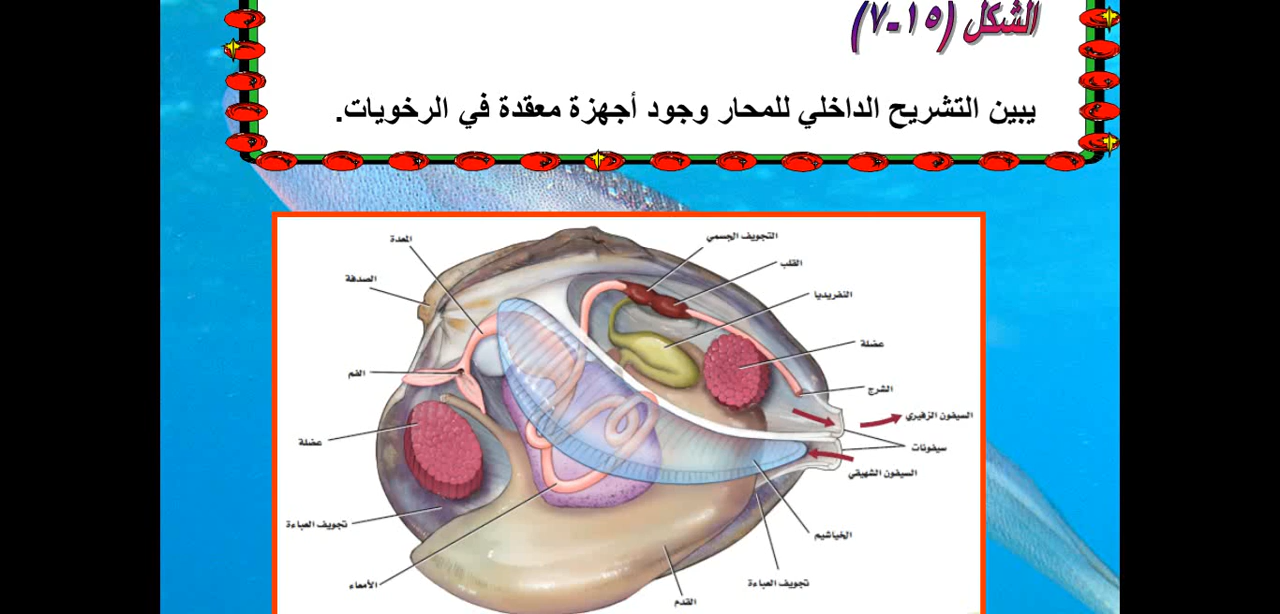 الشكل (١٥-٧)
يبين التشريح الداخلي للمحار وجود أجهزة معقدة في الرخويات.
التجويف الجسمي
المعدة
القلب
الصدفة
النفريديا
عضلة
الفم
الشرج
السيفون الزفيري
عضلة
سيفونات
السيفون الشهيقي
تجويف العباءة
الخياشيم
تجويف العباءة
الأمعاء
القدم